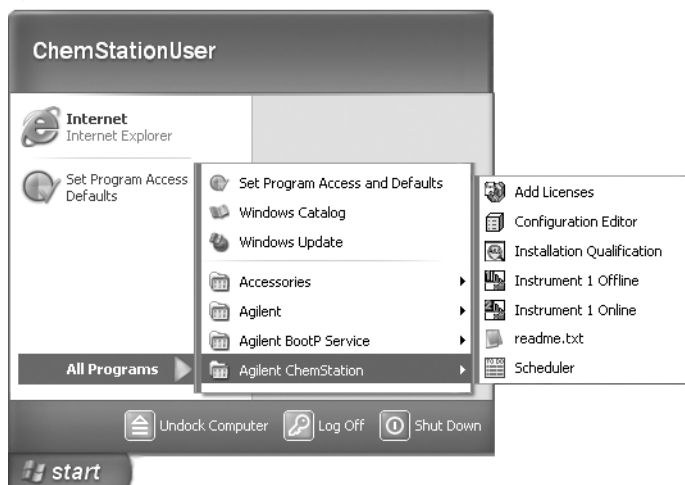 ChemStationUser
Internet
Internet Explorer
Set Program Access
Defaults
Set Program Access and Defaults
Windows Catalog
Windows Update
Accessories
Agilent
Agilent BootP Service
Agilent ChemStation
Add Licenses
Configuration Editor
Installation Qualification
Instrument 1 Offline
Instrument 1 Online
readme.txt
Scheduler
All Programs
Undock Computer
Log Off
Shut Down
start